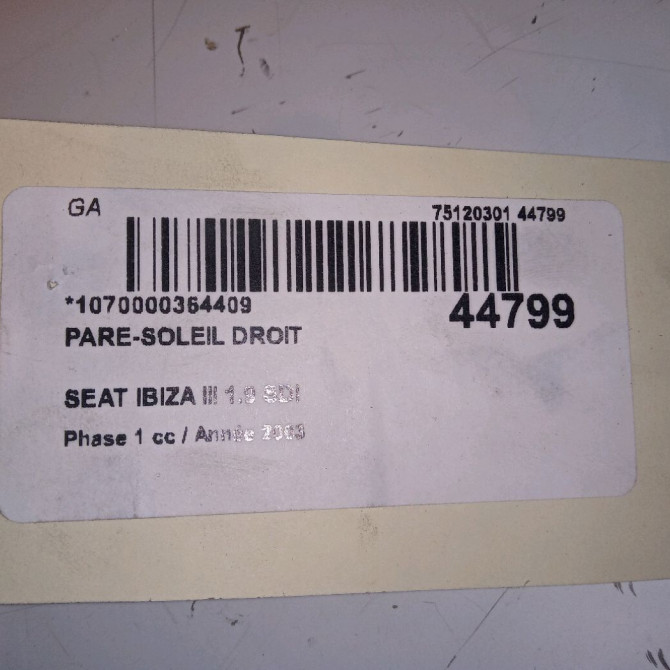 GA
75120301 44799
*1070000364409
44799
PARE-SOLEIL DROIT
SEAT IBIZA III 1.9 SDI
Phase 1 cc / Année 2003